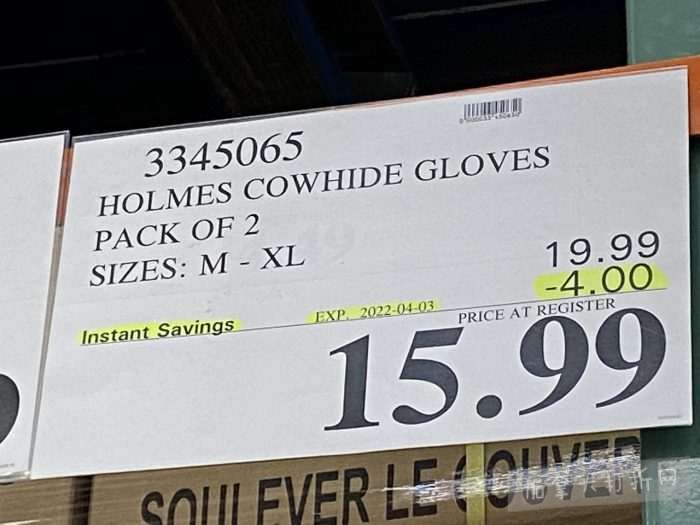 3345065
HOLMES COWHIDE GLOVES
PACK OF 2
SIZES: M - XL
19.99
-4.00
Instant Savings
EXP. 2022-04-03
PRICE AT REGISTER
15.99
SOULEVER LE COUVER